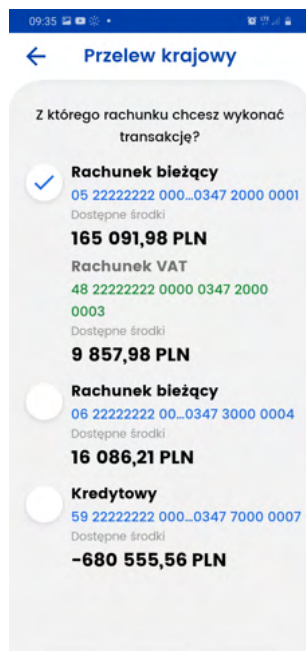 09:35
Przelew krajowy
Z którego rachunku chcesz wykonać
transakcję?
Rachunek bieżący
05 22222222 000...0347 2000 0001
Dostępne środki
165 091,98 PLN
Rachunek VAT
48 22222222 0000 0347 2000
0003
Dostępne środki
9 857,98 PLN
Rachunek bieżący
06 22222222 00...0347 3000 0004
Dostępne środki
16 086,21 PLN
Kredytowy
59 22222222 000...0347 7000 0007
Dostępne środki
-680 555,56 PLN